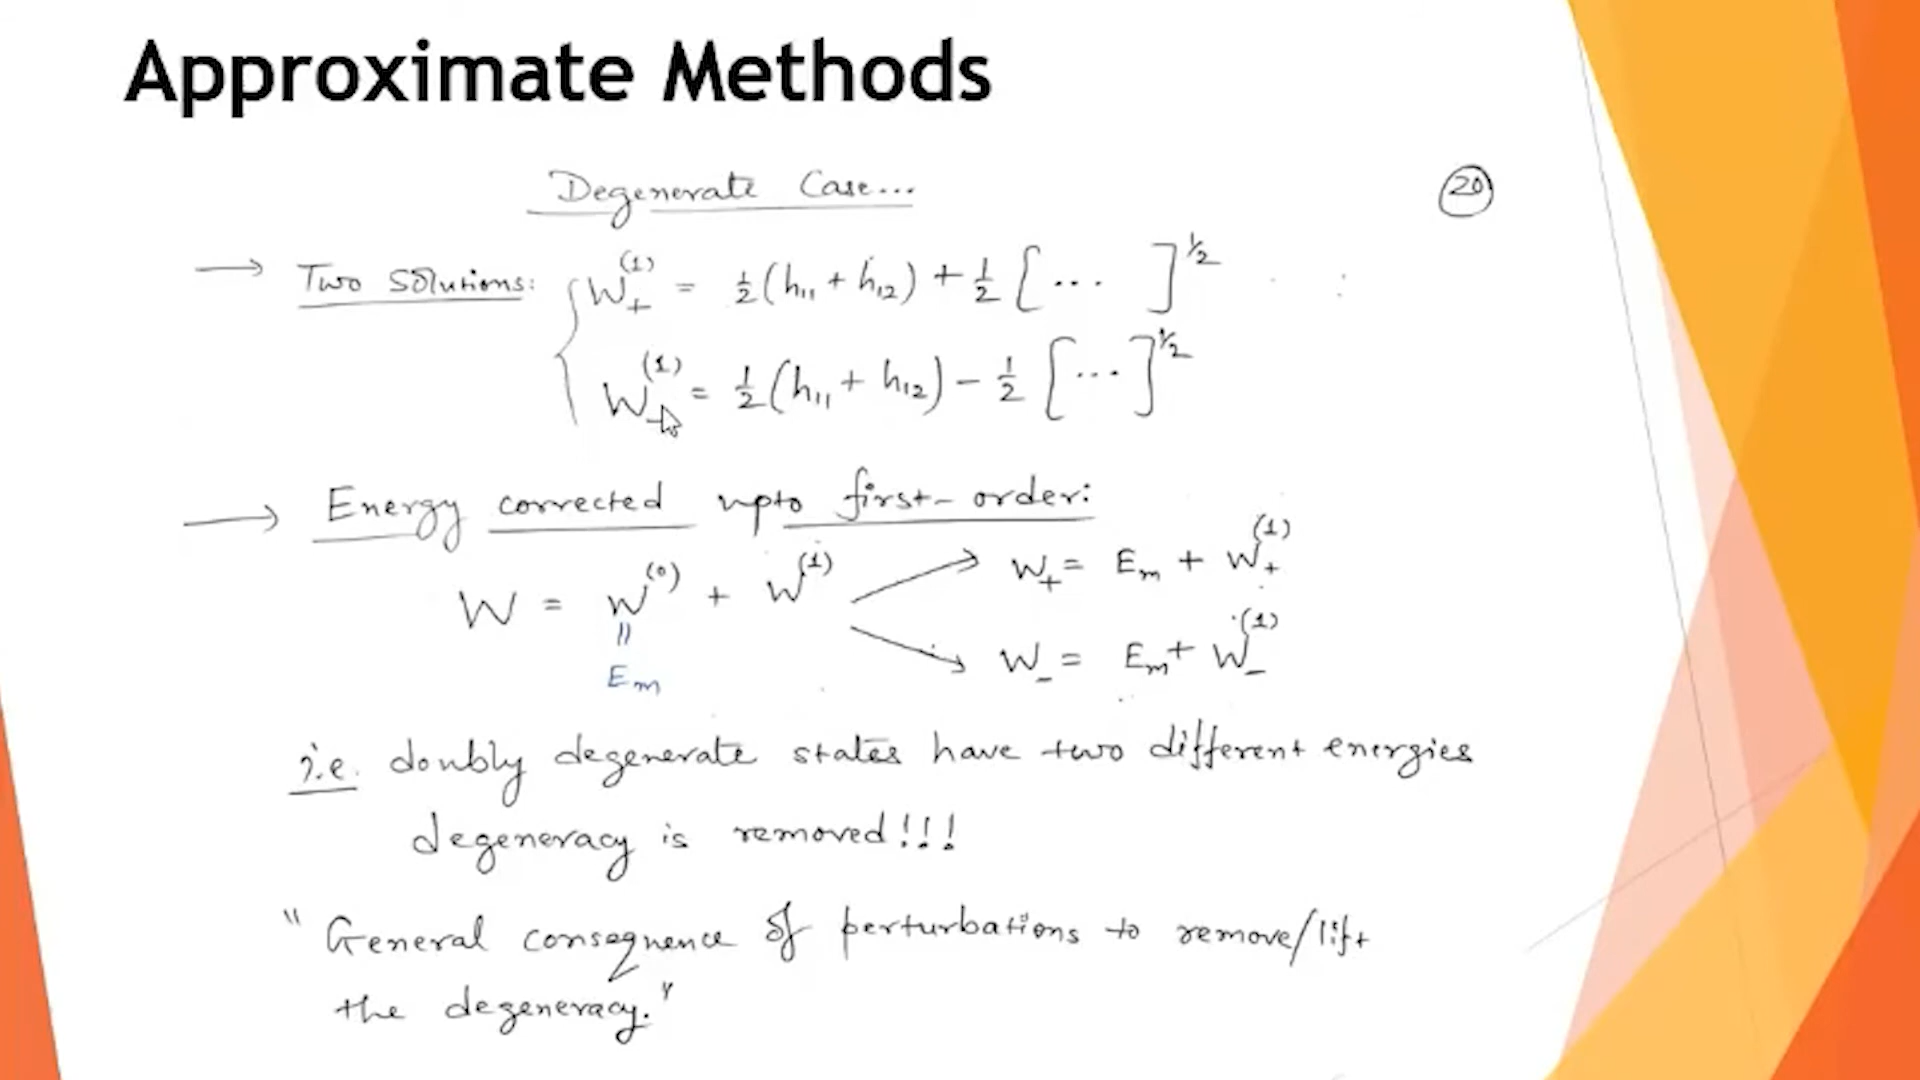 Approximate Methods
Degenerate Case...
20
→ Two Solutions: W₊⁽¹⁾ = ½(h₁₁ + h₁₂) + ½ [... ]^½
W₋⁽¹⁾ = ½(h₁₁ + h₁₂) - ½ [...]^½
→ Energy corrected upto first-order:
W = W⁽⁰⁾ + W⁽¹⁾
W₊ = Eₘ + W₊⁽¹⁾
W₋ = Eₘ + W₋⁽¹⁾
||
Eₘ
i.e. doubly degenerate states have two different energies
degeneracy is removed!!!
"General consequence of perturbations to remove/lift
the degeneracy."